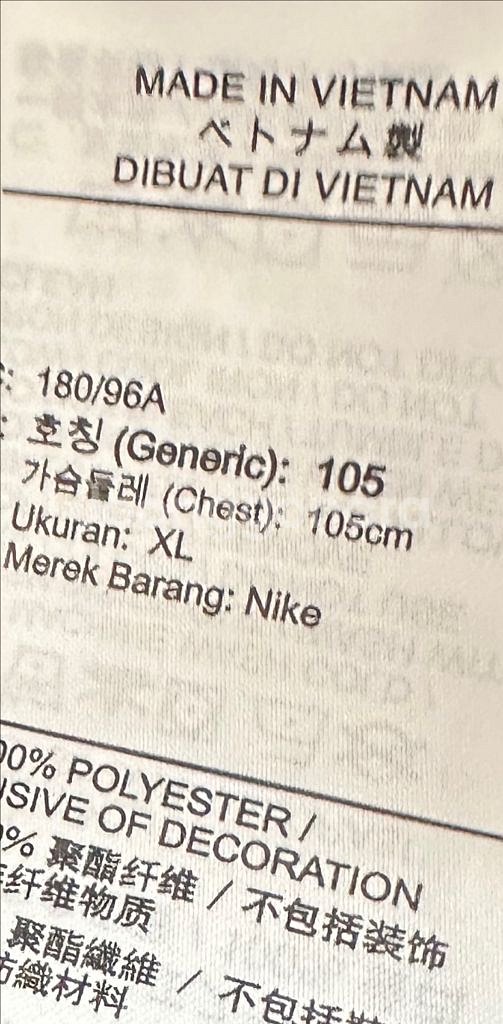 MADE IN VIETNAM
ベトナム製
DIBUAT DI VIETNAM
: 180/96A
: 호칭 (Generic): 105
가슴둘레 (Chest): 105cm
Ukuran: XL
Merek Barang: Nike
00% POLYESTER /
SIVE OF DECORATION
% 聚酯纤维 / 不包括装饰
纤维物质
聚酯纖維 / 不包括
紡織材料